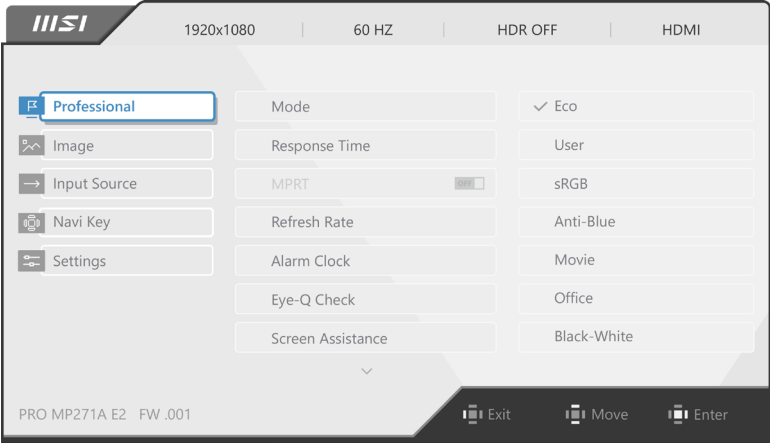 msi 1920x1080 60 HZ HDR OFF HDMI
Professional Mode Eco
Image Response Time User
Input Source MPRT OFF sRGB
Navi Key Refresh Rate Anti-Blue
Settings Alarm Clock Movie
Eye-Q Check Office
Screen Assistance Black-White
PRO MP271A E2 FW .001 Exit Move Enter